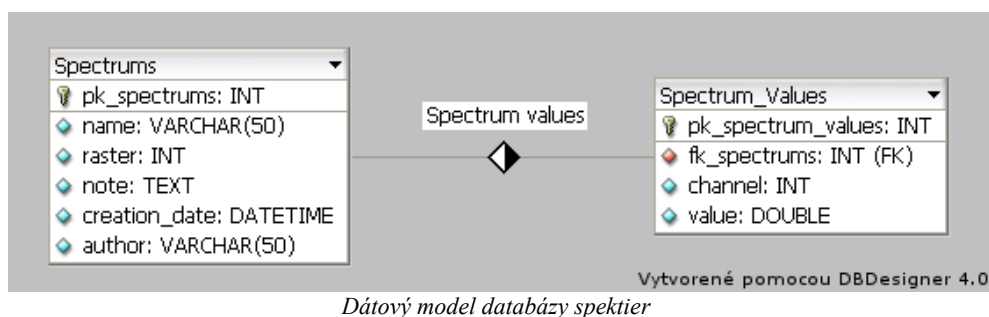 Spectrums
pk_spectrums: INT
name: VARCHAR(50)
raster: INT
note: TEXT
creation_date: DATETIME
author: VARCHAR(50)
Spectrum values
Spectrum_Values
pk_spectrum_values: INT
fk_spectrums: INT (FK)
channel: INT
value: DOUBLE
Vytvorené pomocou DBDesigner 4.0
Dátový model databázy spektier